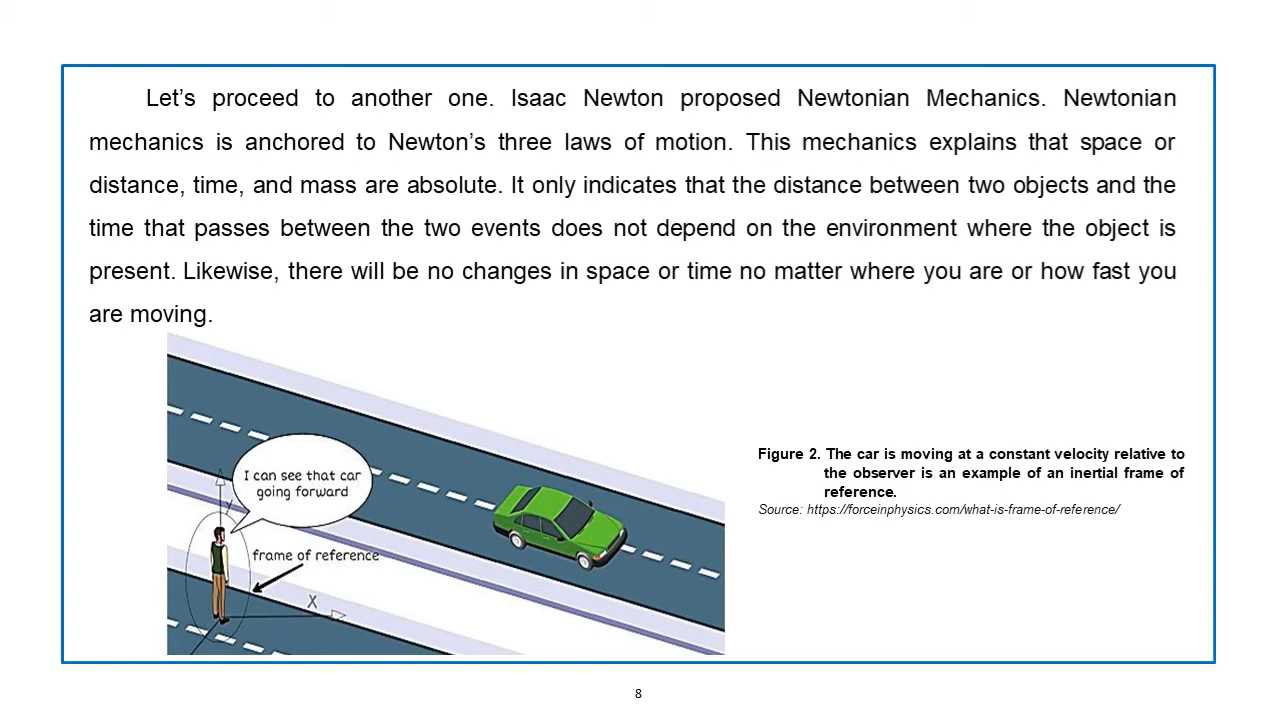 Let’s proceed to another one. Isaac Newton proposed Newtonian Mechanics. Newtonian
mechanics is anchored to Newton’s three laws of motion. This mechanics explains that space or
distance, time, and mass are absolute. It only indicates that the distance between two objects and the
time that passes between the two events does not depend on the environment where the object is
present. Likewise, there will be no changes in space or time no matter where you are or how fast you
are moving.
I can see that car
going forward
Y
frame of reference
X
Figure 2. The car is moving at a constant velocity relative to
the observer is an example of an inertial frame of
reference.
Source: https://forceinphysics.com/what-is-frame-of-reference/
8